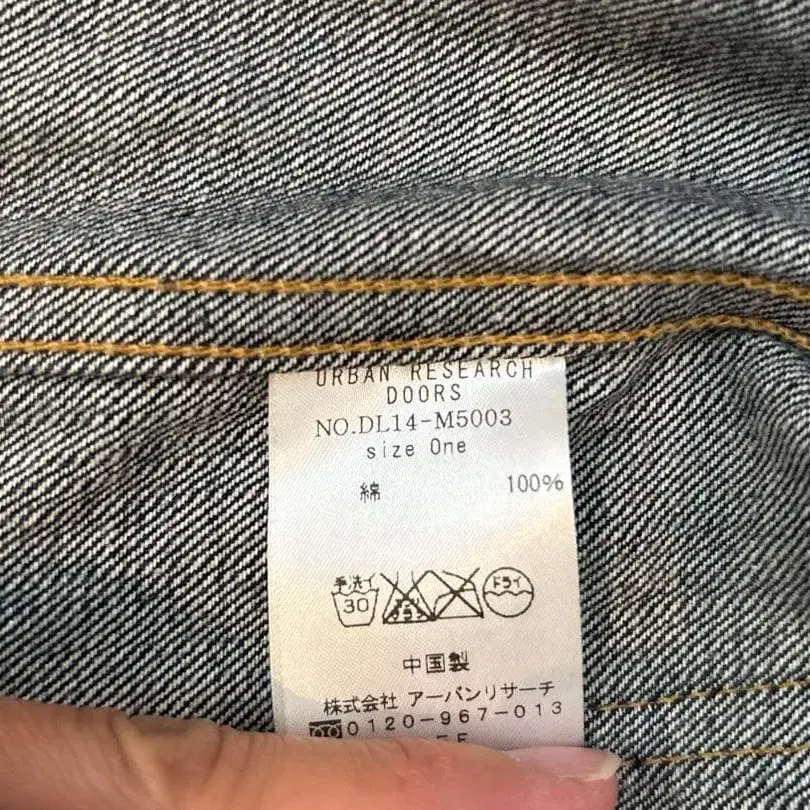 URBAN RESEARCH
DOORS
NO.DL14-M5003
size One
綿 100%
手洗イ 30 ドライ
中国製
株式会社 アーバンリサーチ
0120-967-013